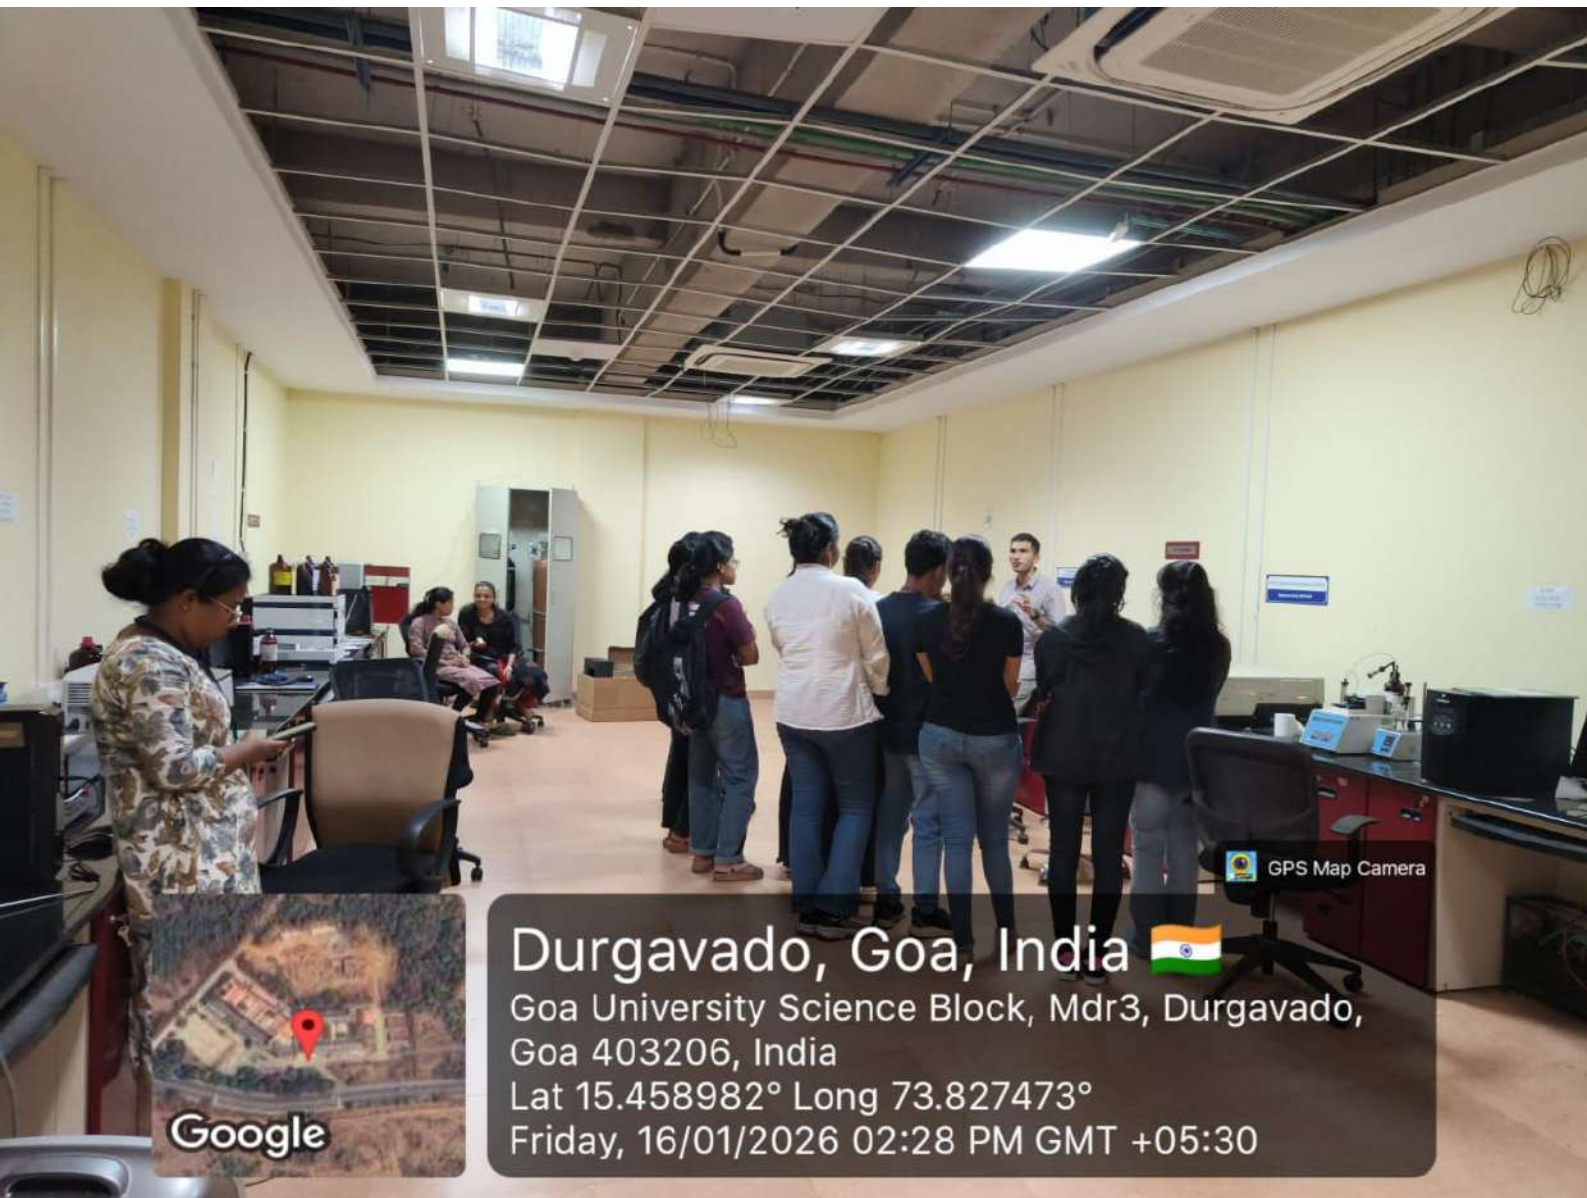 GPS Map Camera
Durgavado, Goa, India
Goa University Science Block, Mdr3, Durgavado,
Goa 403206, India
Lat 15.458982° Long 73.827473°
Friday, 16/01/2026 02:28 PM GMT +05:30
Google